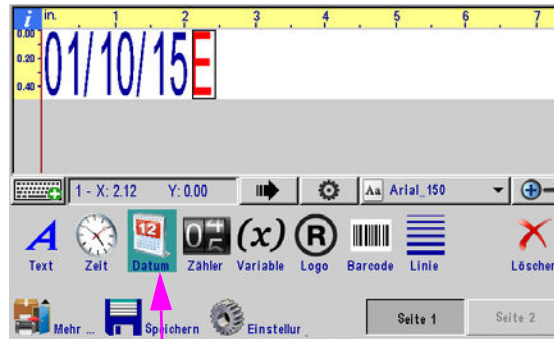 i in. 1 2 3 4 5 6 7
0.00
0.20
0.40
01/10/15E
1 - X: 2.12 Y: 0.00 Aa Arial_150
A 12 045 (x) R
Text Zeit Datum Zähler Variable Logo Barcode Linie Löschen
Mehr ... Speichern Einstellur Seite 1 Seite 2